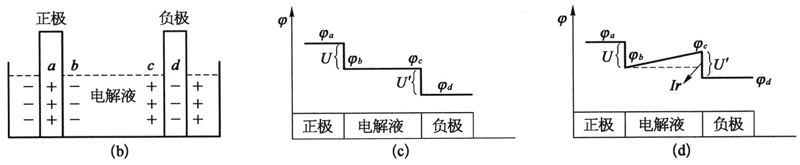 正极 负极
a b c d
+ − + −
− + − + − +
电解液
− + − + − +
(b)
φ
φa
U
φb φc
U′
φd
正极 电解液 负极
(c)
φ
φa
U
φb
φc
U′
Ir
φd
正极 电解液 负极
(d)